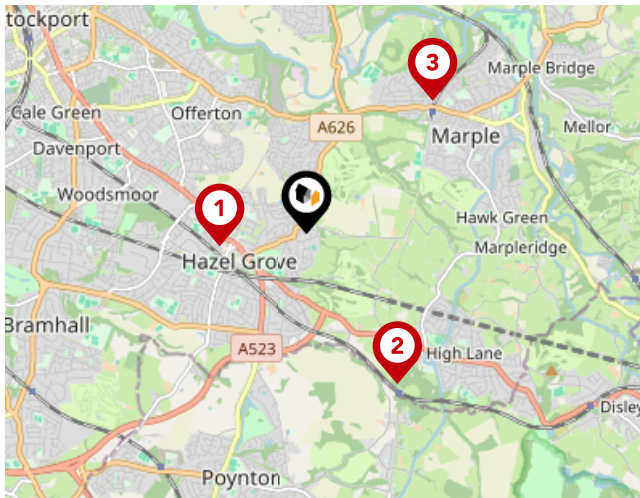 tockport
3
Marple Bridge
Gale Green
Offerton
A626
Marple
Mellor
Davenport
Woodsmoor
1
Hawk Green
Marpleridge
Hazel Grove
Bramhall
A523
2
High Lane
Disley
Poynton